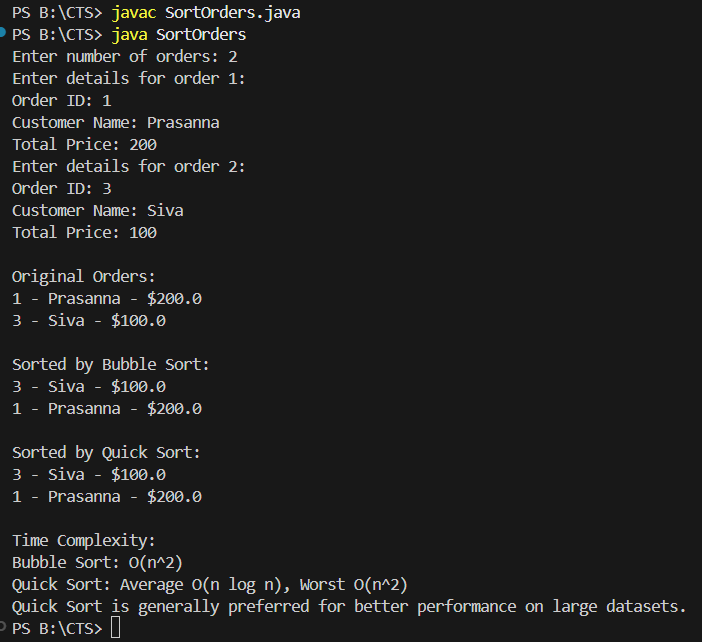 PS B:\CTS> javac SortOrders.java
PS B:\CTS> java SortOrders
Enter number of orders: 2
Enter details for order 1:
Order ID: 1
Customer Name: Prasanna
Total Price: 200
Enter details for order 2:
Order ID: 3
Customer Name: Siva
Total Price: 100

Original Orders:
1 - Prasanna - $200.0
3 - Siva - $100.0

Sorted by Bubble Sort:
3 - Siva - $100.0
1 - Prasanna - $200.0

Sorted by Quick Sort:
3 - Siva - $100.0
1 - Prasanna - $200.0

Time Complexity:
Bubble Sort: O(n^2)
Quick Sort: Average O(n log n), Worst O(n^2)
Quick Sort is generally preferred for better performance on large datasets.
PS B:\CTS>